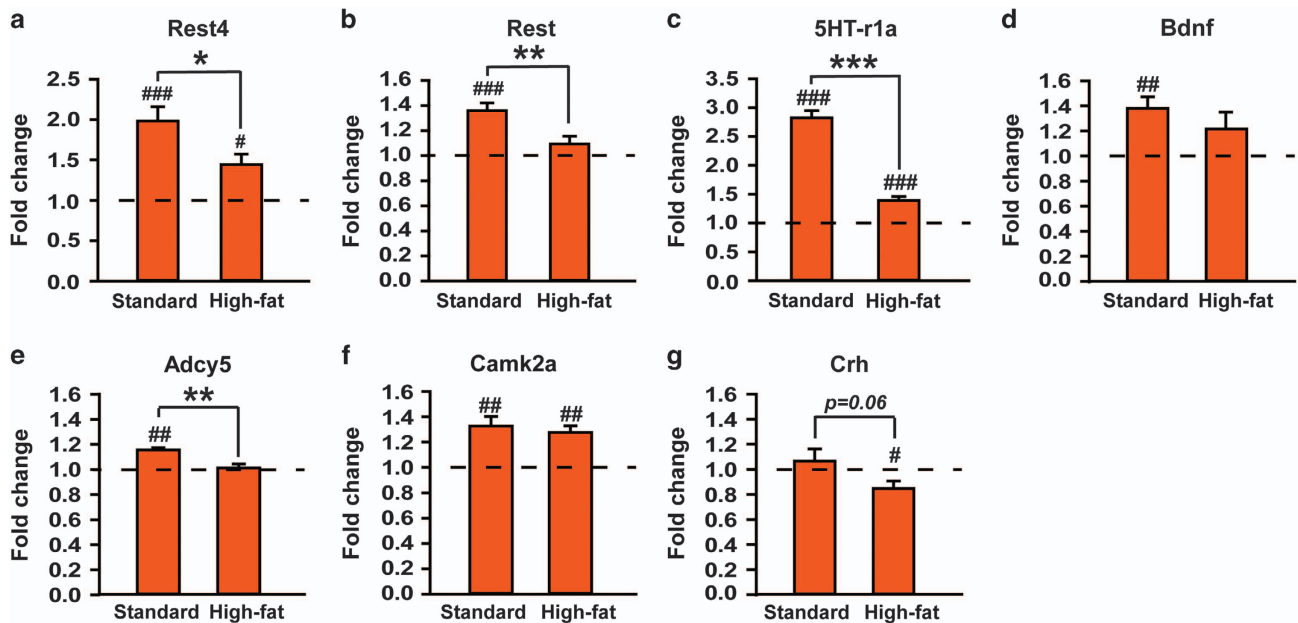 a
Rest4
Fold change
2.5
2.0
1.5
1.0
0.5
0.0
*
###
#
Standard High-fat
b
Rest
Fold change
1.6
1.4
1.2
1.0
0.8
0.6
0.4
0.2
0.0
**
###
Standard High-fat
c
5HT-r1a
Fold change
3.5
3.0
2.5
2.0
1.5
1.0
0.5
0.0
***
###
###
Standard High-fat
d
Bdnf
Fold change
1.6
1.4
1.2
1.0
0.8
0.6
0.4
0.2
0.0
##
Standard High-fat
e
Adcy5
Fold change
1.6
1.4
1.2
1.0
0.8
0.6
0.4
0.2
0.0
**
##
Standard High-fat
f
Camk2a
Fold change
1.6
1.4
1.2
1.0
0.8
0.6
0.4
0.2
0.0
##
##
Standard High-fat
g
Crh
Fold change
1.6
1.4
1.2
1.0
0.8
0.6
0.4
0.2
0.0
p=0.06
#
Standard High-fat